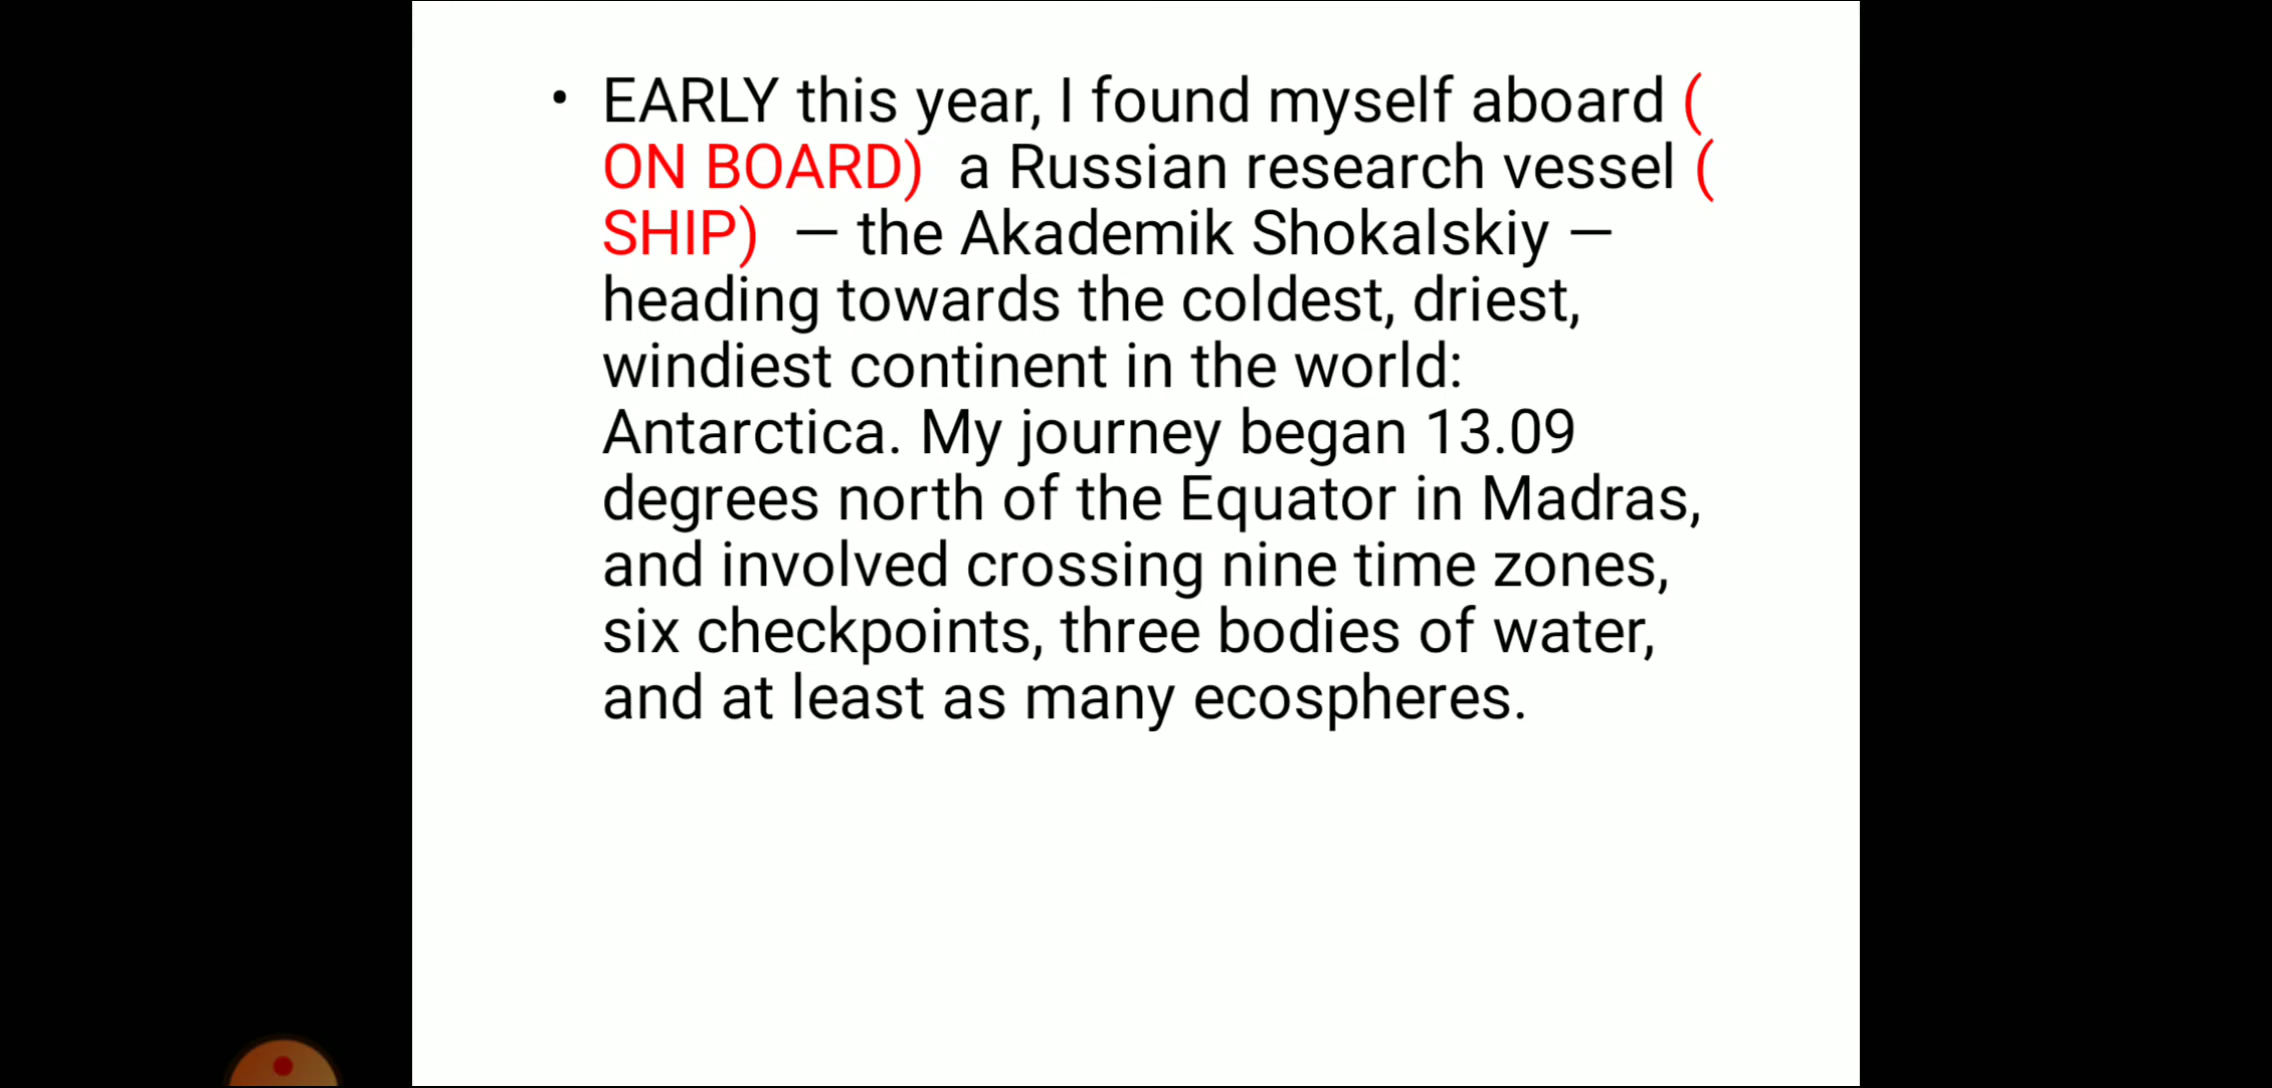 • EARLY this year, I found myself aboard (
ON BOARD)  a Russian research vessel (
SHIP)  — the Akademik Shokalskiy —
heading towards the coldest, driest,
windiest continent in the world:
Antarctica. My journey began 13.09
degrees north of the Equator in Madras,
and involved crossing nine time zones,
six checkpoints, three bodies of water,
and at least as many ecospheres.